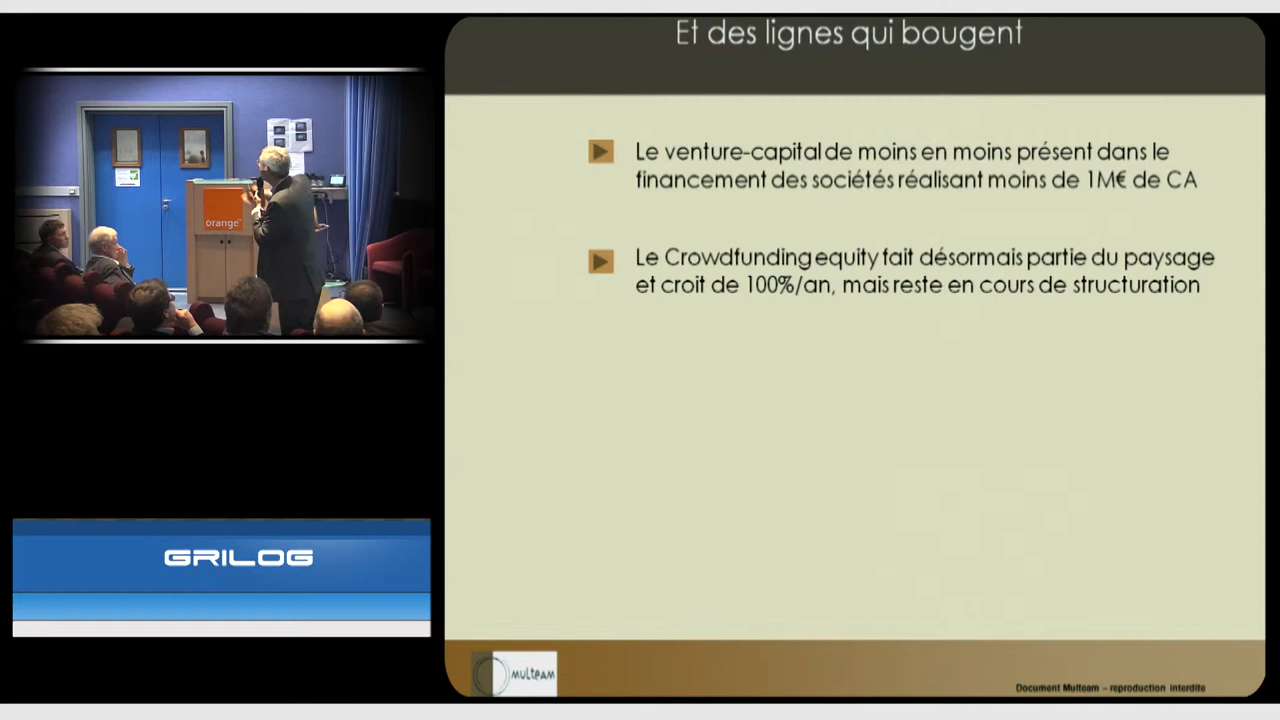 Et des lignes qui bougent
Le venture-capital de moins en moins présent dans le
financement des sociétés réalisant moins de 1M€ de CA
Le Crowdfunding equity fait désormais partie du paysage
et croit de 100%/an, mais reste en cours de structuration
orange
GRILOG
MULTEAM
Document Multeam – reproduction interdite